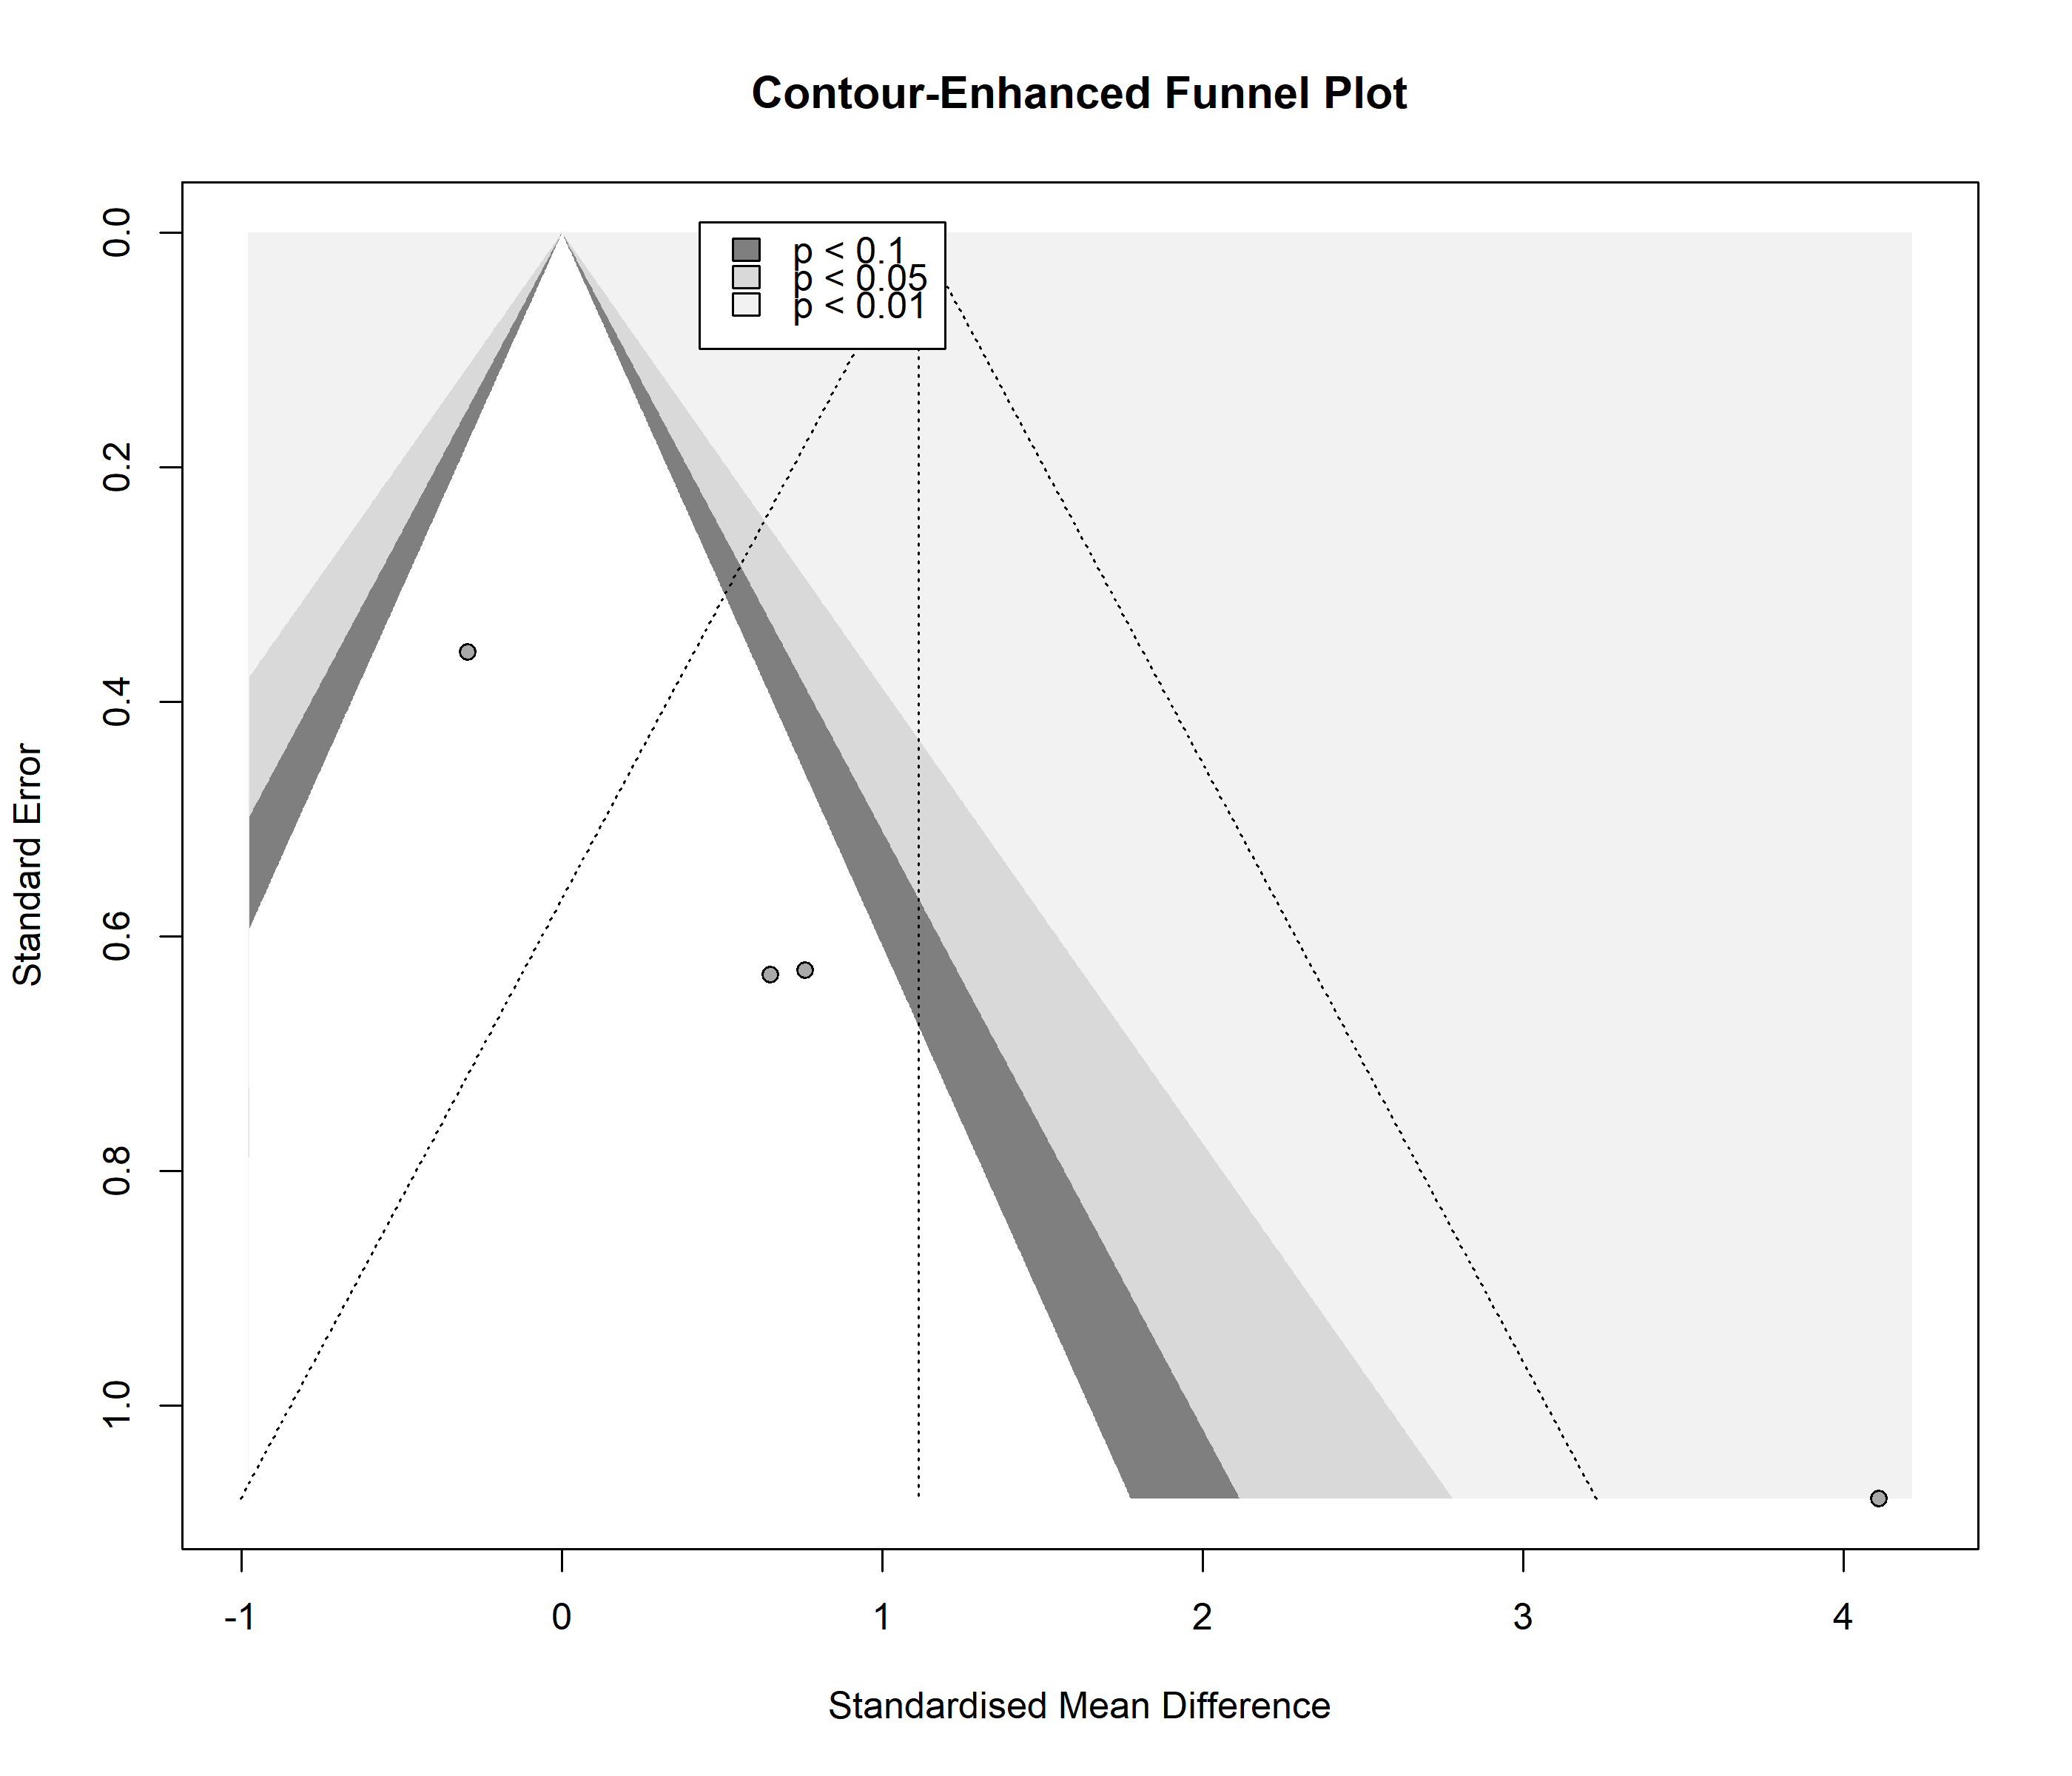 Contour-Enhanced Funnel Plot
p < 0.1
p < 0.05
p < 0.01
0.0
0.2
0.4
0.6
0.8
1.0
Standard Error
-1 0 1 2 3 4
Standardised Mean Difference